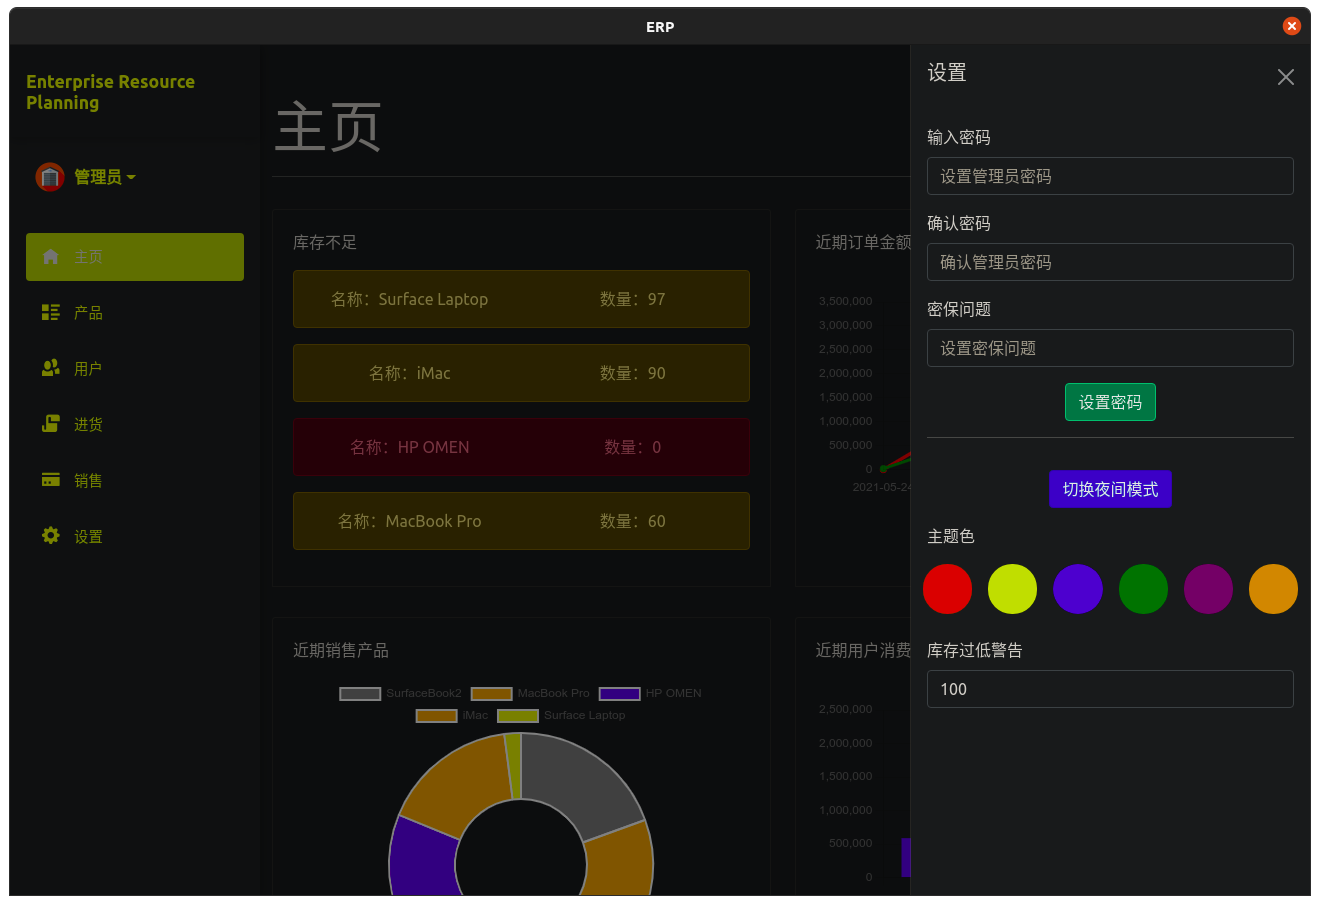 ERP
Enterprise Resource
Planning
管理员
主页
产品
用户
进货
销售
设置
主页
库存不足
名称：Surface Laptop 数量：97
名称：iMac 数量：90
名称：HP OMEN 数量：0
名称：MacBook Pro 数量：60
近期订单金额
3,500,000
3,000,000
2,500,000
2,000,000
1,500,000
1,000,000
500,000
0
2021-05-24
近期销售产品
SurfaceBook2 MacBook Pro HP OMEN
iMac Surface Laptop
近期用户消费
2,500,000
2,000,000
1,500,000
1,000,000
500,000
0
设置
输入密码
设置管理员密码
确认密码
确认管理员密码
密保问题
设置密保问题
设置密码
切换夜间模式
主题色
库存过低警告
100